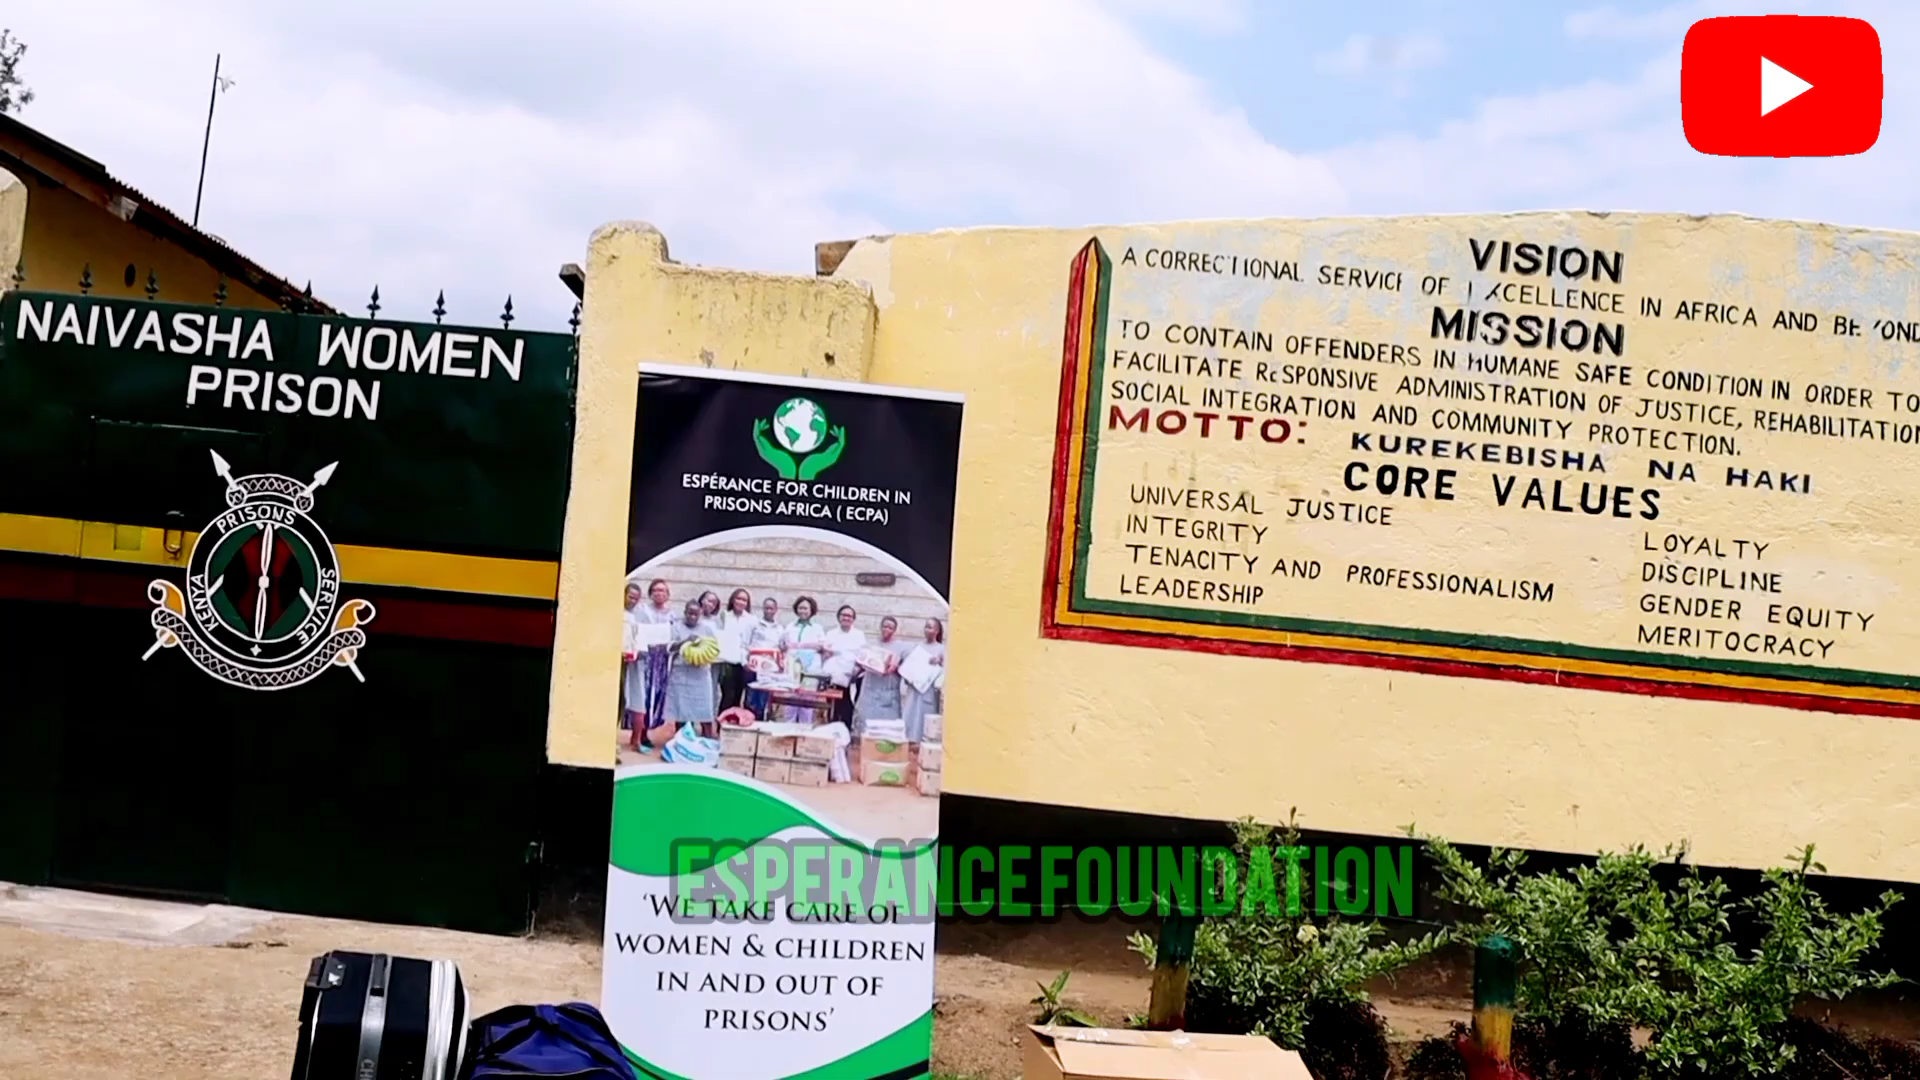 NAIVASHA WOMEN
PRISON
PRISONS
KENYA
SERVICE
ESPÉRANCE FOR CHILDREN IN
PRISONS AFRICA ( ECPA)
'WE TAKE CARE OF
WOMEN & CHILDREN
IN AND OUT OF
PRISONS'
VISION
A CORRECTIONAL SERVICE OF EXCELLENCE IN AFRICA AND BEYOND
MISSION
TO CONTAIN OFFENDERS IN HUMANE SAFE CONDITION IN ORDER TO
FACILITATE RESPONSIVE ADMINISTRATION OF JUSTICE, REHABILITATION
SOCIAL INTEGRATION AND COMMUNITY PROTECTION.
MOTTO: KUREKEBISHA NA HAKI
CORE VALUES
UNIVERSAL JUSTICE
INTEGRITY
TENACITY AND PROFESSIONALISM
LEADERSHIP
LOYALTY
DISCIPLINE
GENDER EQUITY
MERITOCRACY
ESPERANCE FOUNDATION